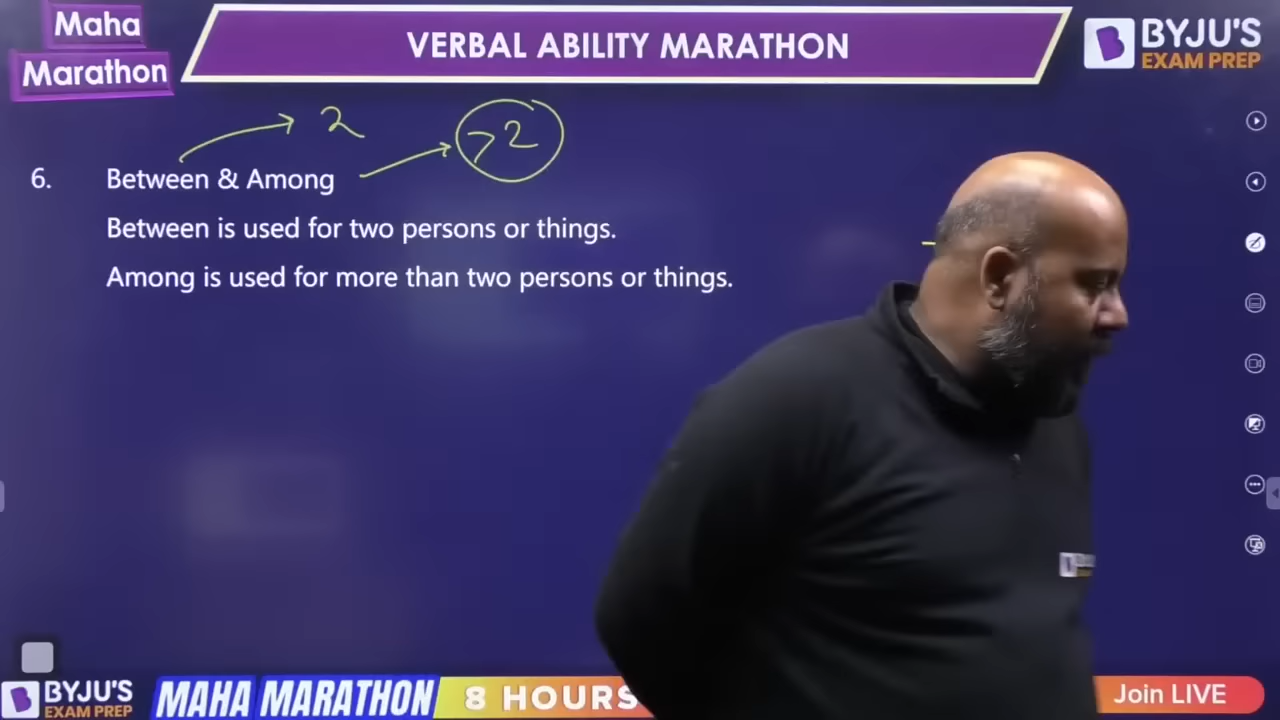 Maha
Marathon
VERBAL ABILITY MARATHON
BYJU'S
EXAM PREP
2
>2
6. Between & Among
Between is used for two persons or things.
Among is used for more than two persons or things.
BYJU'S
EXAM PREP
MAHA MARATHON
8 HOURS
Join LIVE